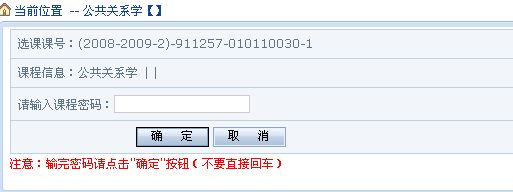 当前位置 -- 公共关系学【】
选课课号：(2008-2009-2)-911257-010110030-1
课程信息：公共关系学 | |
请输入课程密码：
确 定 取 消
注意：输完密码请点击"确定"按钮（不要直接回车）